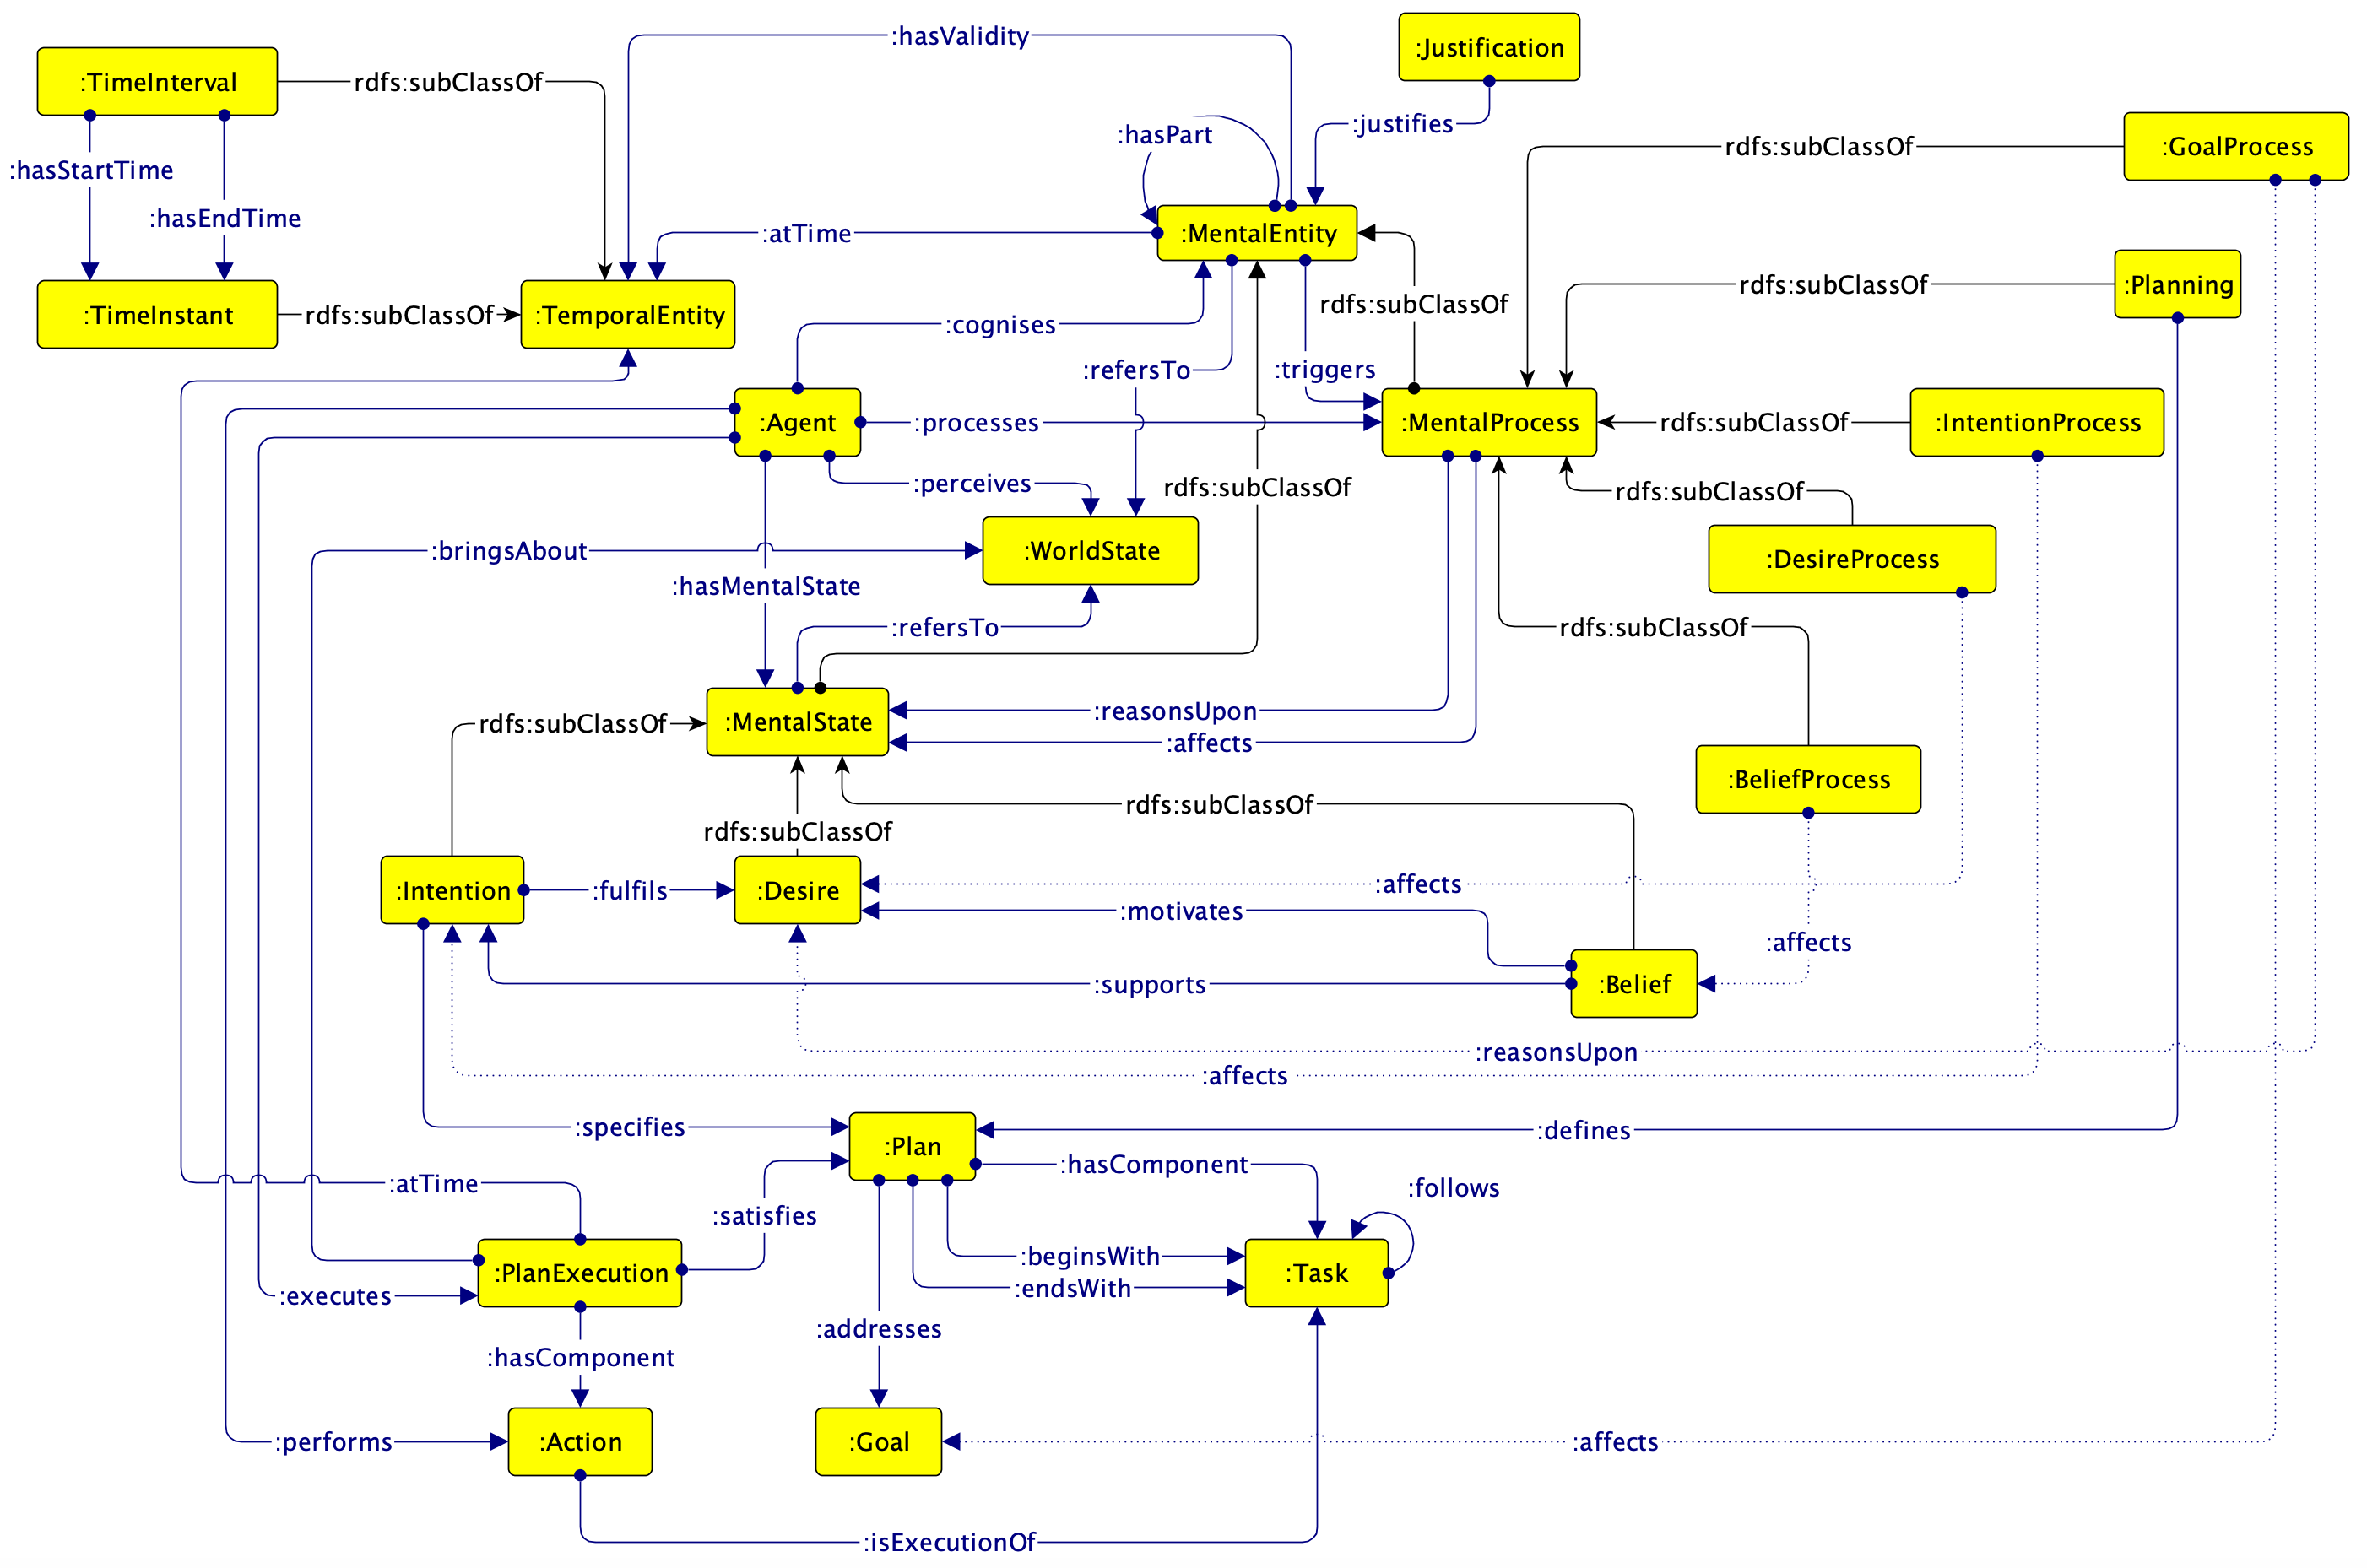 :hasValidity
:Justification
:TimeInterval
rdfs:subClassOf
:justifies
:hasPart
:GoalProcess
rdfs:subClassOf
:hasStartTime
:hasEndTime
:atTime
:MentalEntity
:Planning
rdfs:subClassOf
rdfs:subClassOf
:TimeInstant
rdfs:subClassOf
:TemporalEntity
:cognises
:refersTo
:triggers
:Agent
:processes
:MentalProcess
rdfs:subClassOf
:IntentionProcess
:perceives
rdfs:subClassOf
rdfs:subClassOf
:bringsAbout
:WorldState
:DesireProcess
:hasMentalState
:refersTo
rdfs:subClassOf
rdfs:subClassOf
:MentalState
:reasonsUpon
:affects
:BeliefProcess
rdfs:subClassOf
rdfs:subClassOf
:Intention
:fulfils
:Desire
:affects
:motivates
:affects
:supports
:Belief
:reasonsUpon
:affects
:specifies
:Plan
:defines
:hasComponent
:atTime
:satisfies
:follows
:beginsWith
:PlanExecution
:Task
:executes
:endsWith
:addresses
:hasComponent
:performs
:Action
:Goal
:affects
:isExecutionOf